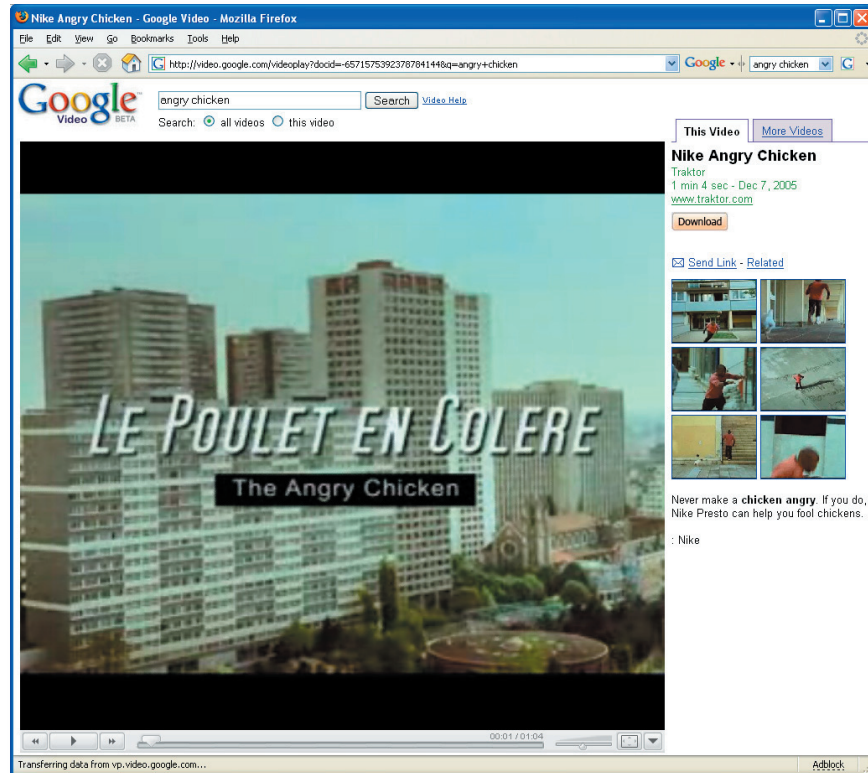 Nike Angry Chicken - Google Video - Mozilla Firefox
File Edit View Go Bookmarks Tools Help
http://video.google.com/videoplay?docid=-6571575392378784144&q=angry+chicken
Google
angry chicken
G
Google
Video BETA
angry chicken
Search
Video Help
Search: all videos this video
This Video
More Videos
Nike Angry Chicken
Traktor
1 min 4 sec - Dec 7, 2005
www.traktor.com
Download
Send Link - Related
LE POULET EN COLERE
The Angry Chicken
Never make a chicken angry. If you do,
Nike Presto can help you fool chickens.
: Nike
00:01 / 01:04
Transferring data from vp.video.google.com...
Adblock